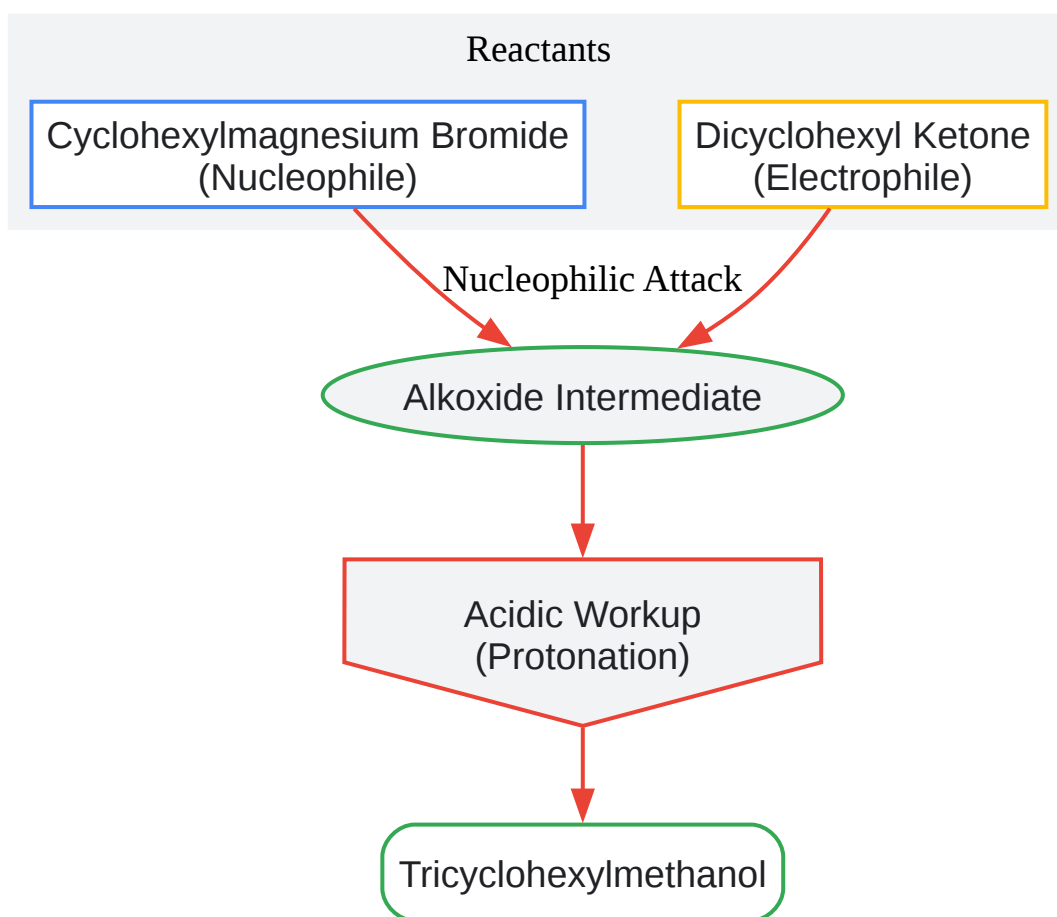 Reactants
Cyclohexylmagnesium Bromide
(Nucleophile)
Dicyclohexyl Ketone
(Electrophile)
Nucleophilic Attack
Alkoxide Intermediate
Acidic Workup
(Protonation)
Tricyclohexylmethanol